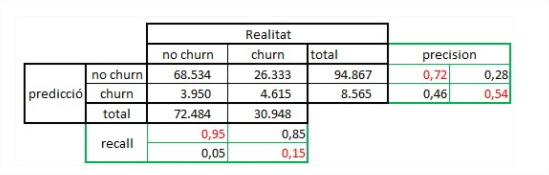 Realitat
no churn churn total precision
no churn 68.534 26.333 94.867 0,72 0,28
predicció churn 3.950 4.615 8.565 0,46 0,54
total 72.484 30.948
recall 0,95 0,85
0,05 0,15